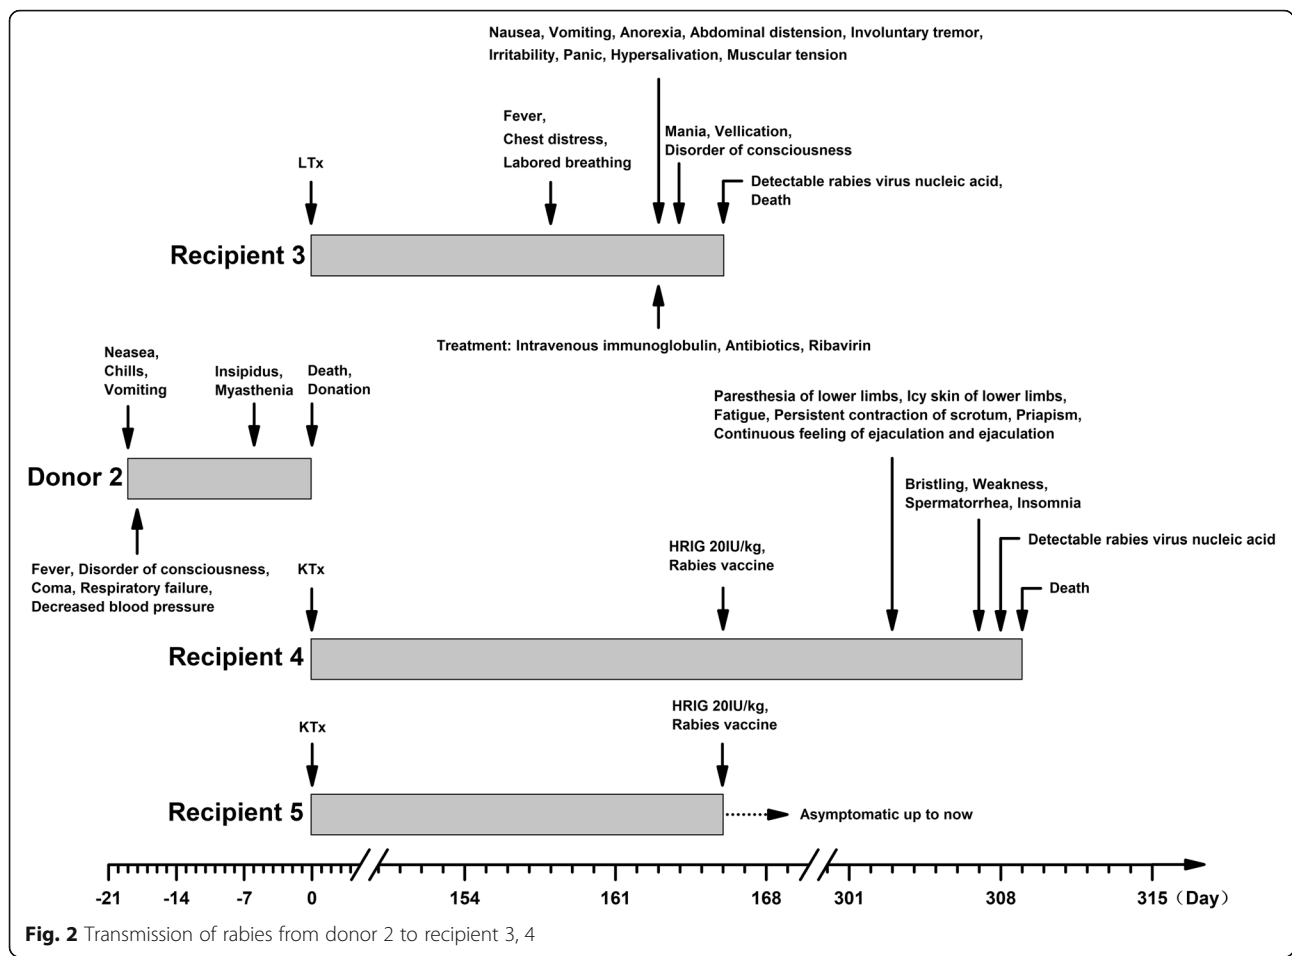 Nausea, Vomiting, Anorexia, Abdominal distension, Involuntary tremor,
Irritability, Panic, Hypersalivation, Muscular tension
Fever,
Chest distress,
Labored breathing
Mania, Vellication,
Disorder of consciousness
LTx
Detectable rabies virus nucleic acid,
Death
Recipient 3
Treatment: Intravenous immunoglobulin, Antibiotics, Ribavirin
Neasea,
Chills,
Vomiting
Insipidus,
Myasthenia
Death,
Donation
Donor 2
Fever, Disorder of consciousness,
Coma, Respiratory failure,
Decreased blood pressure
Paresthesia of lower limbs, Icy skin of lower limbs,
Fatigue, Persistent contraction of scrotum, Priapism,
Continuous feeling of ejaculation and ejaculation
Bristling, Weakness,
Spermatorrhea, Insomnia
HRIG 20IU/kg,
Rabies vaccine
Detectable rabies virus nucleic acid
KTx
Death
Recipient 4
HRIG 20IU/kg,
Rabies vaccine
KTx
Recipient 5
Asymptomatic up to now
-21 -14 -7 0 154 161 168 301 308 315（Day）
Fig. 2 Transmission of rabies from donor 2 to recipient 3, 4